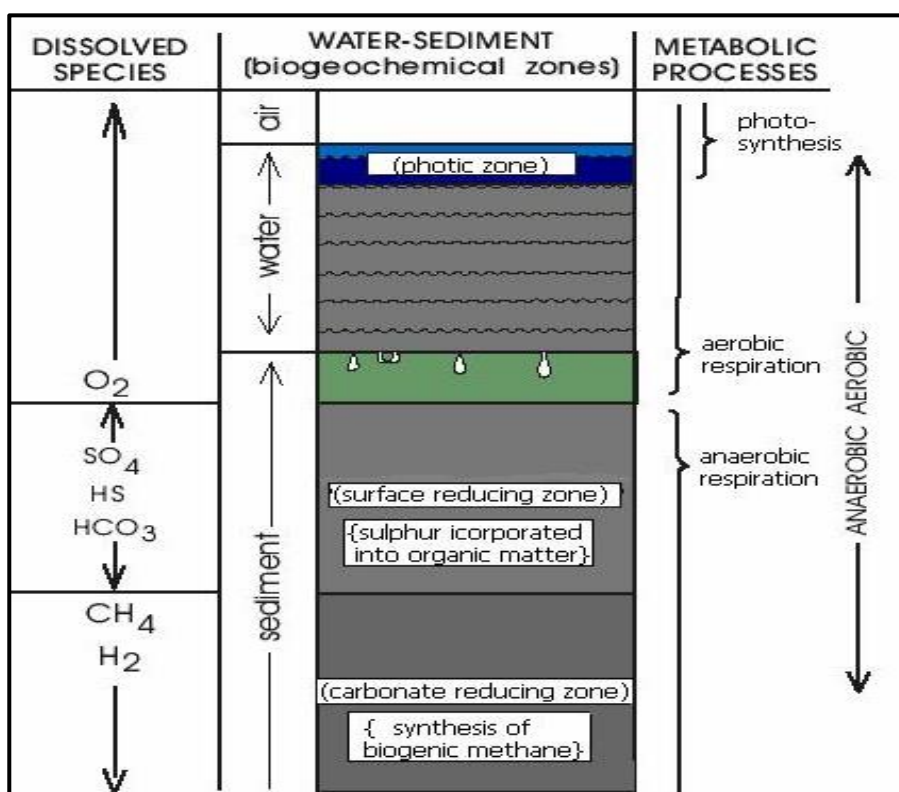 DISSOLVED
SPECIES
WATER-SEDIMENT
(biogeochemical zones)
METABOLIC
PROCESSES
air
(photic zone)
photo-
synthesis
water
aerobic
respiration
O2
SO4
HS
HCO3
anaerobic
respiration
ANAEROBIC AEROBIC
(surface reducing zone)
{sulphur icorporated
into organic matter}
sediment
CH4
H2
(carbonate reducing zone)
{ synthesis of
biogenic methane}